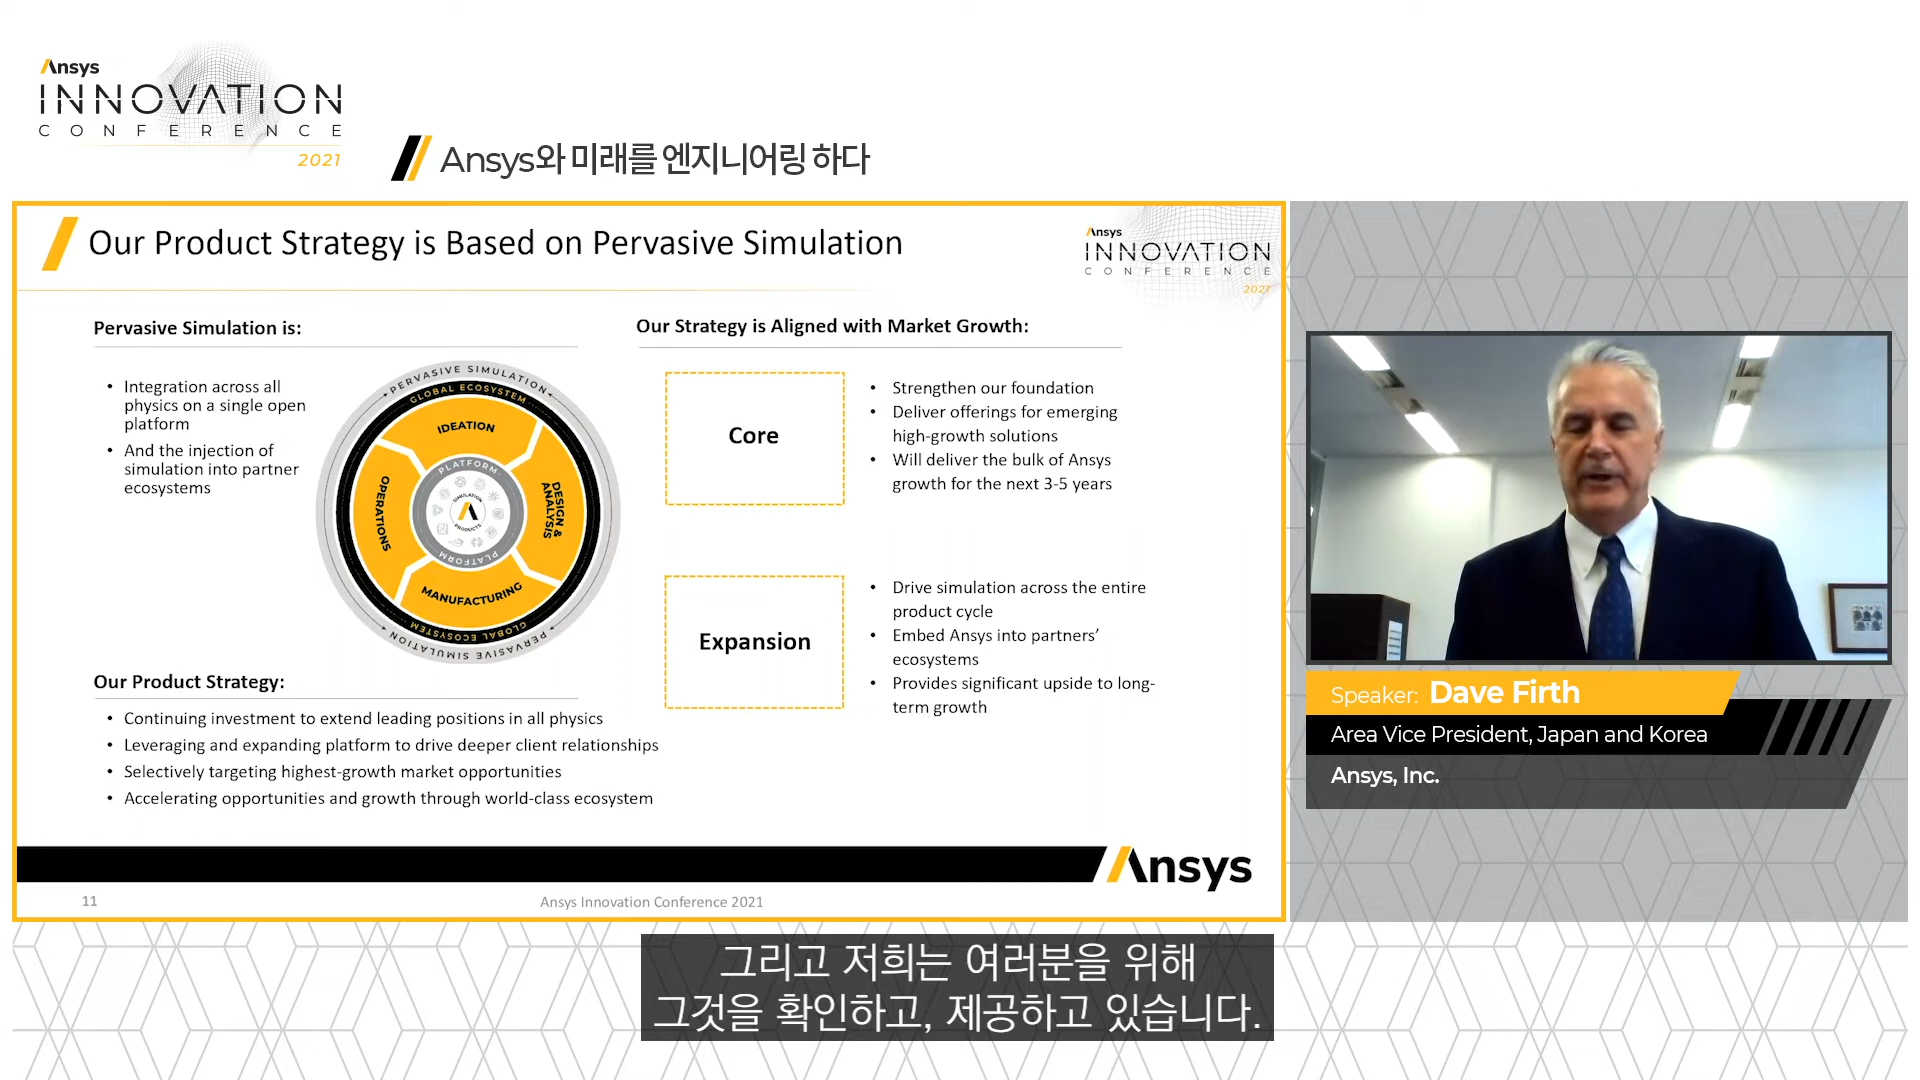 Ansys
INNOVATION
CONFERENCE
2021
Ansys와 미래를 엔지니어링 하다
Our Product Strategy is Based on Pervasive Simulation
Ansys
INNOVATION
CONFERENCE
2021
Pervasive Simulation is:
• Integration across all
physics on a single open
platform
• And the injection of
simulation into partner
ecosystems
PERVASIVE SIMULATION
GLOBAL ECOSYSTEM
IDEATION
DESIGN &
ANALYSIS
MANUFACTURING
OPERATIONS
PLATFORM
SIMULATION
PRODUCTS
PLATFORM
GLOBAL ECOSYSTEM
PERVASIVE SIMULATION
Our Product Strategy:
• Continuing investment to extend leading positions in all physics
• Leveraging and expanding platform to drive deeper client relationships
• Selectively targeting highest-growth market opportunities
• Accelerating opportunities and growth through world-class ecosystem
Our Strategy is Aligned with Market Growth:
Core
• Strengthen our foundation
• Deliver offerings for emerging
high-growth solutions
• Will deliver the bulk of Ansys
growth for the next 3-5 years
Expansion
• Drive simulation across the entire
product cycle
• Embed Ansys into partners’
ecosystems
• Provides significant upside to long-
term growth
Ansys
11
Ansys Innovation Conference 2021
Speaker: Dave Firth
Area Vice President, Japan and Korea
Ansys, Inc.
그리고 저희는 여러분을 위해
그것을 확인하고, 제공하고 있습니다.